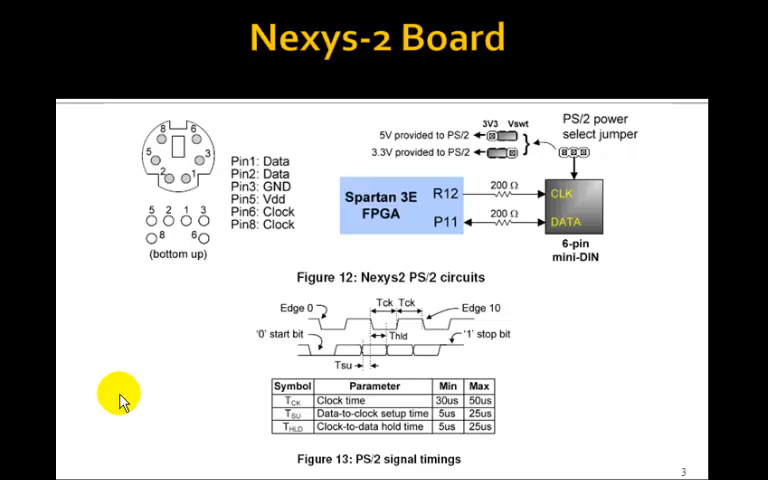 Nexys-2 Board
8 6
5 3
2 1
5 2 1 3
8 6
(bottom up)
Pin1: Data
Pin2: Data
Pin3: GND
Pin5: Vdd
Pin6: Clock
Pin8: Clock
3V3 Vswt
5V provided to PS/2
3.3V provided to PS/2
PS/2 power
select jumper
Spartan 3E
FPGA
R12
P11
200 Ω
200 Ω
CLK
DATA
6-pin
mini-DIN
Figure 12: Nexys2 PS/2 circuits
Edge 0
Tck Tck
Edge 10
'0' start bit
Thld
'1' stop bit
Tsu
Symbol Parameter Min Max
TCK Clock time 30us 50us
TSU Data-to-clock setup time 5us 25us
THLD Clock-to-data hold time 5us 25us
Figure 13: PS/2 signal timings
3